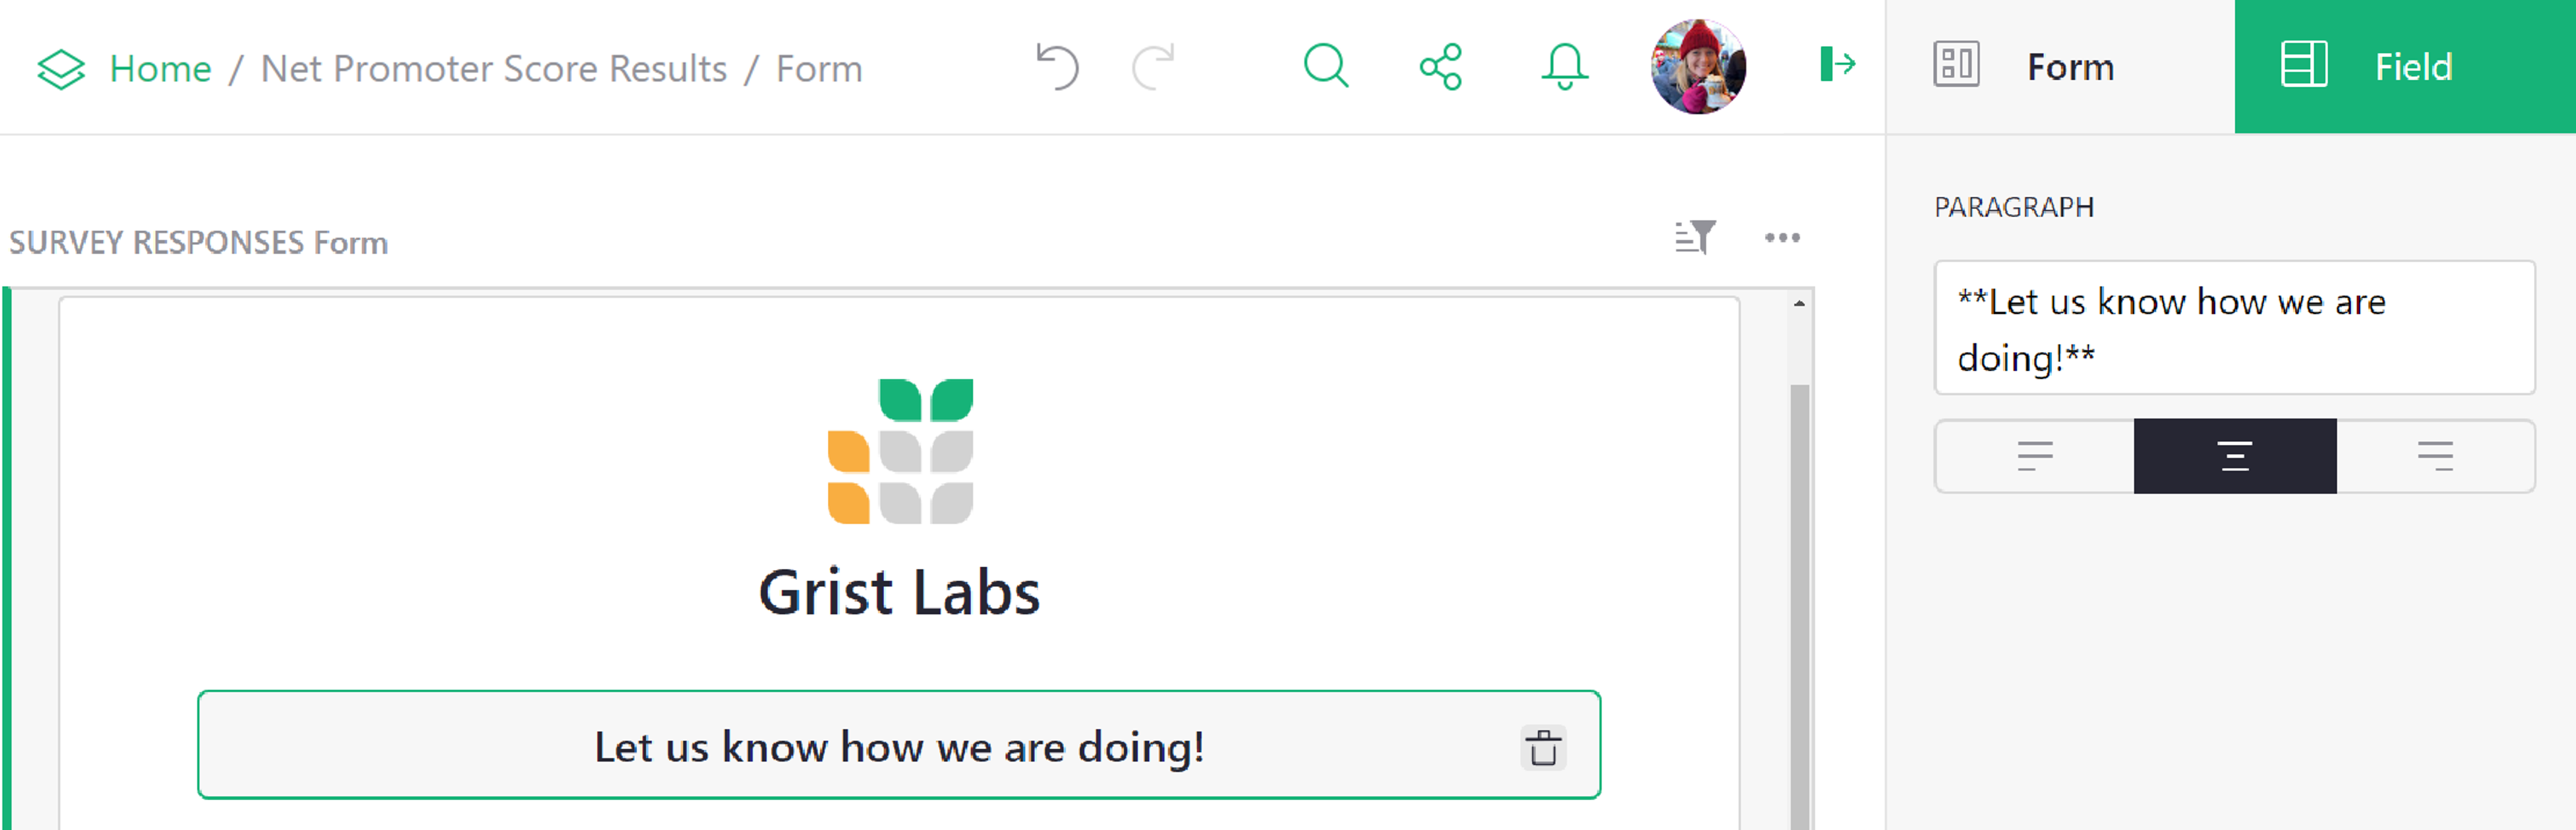 Home / Net Promoter Score Results / Form
Form
Field
SURVEY RESPONSES Form
Grist Labs
Let us know how we are doing!
PARAGRAPH
**Let us know how we are
doing!**